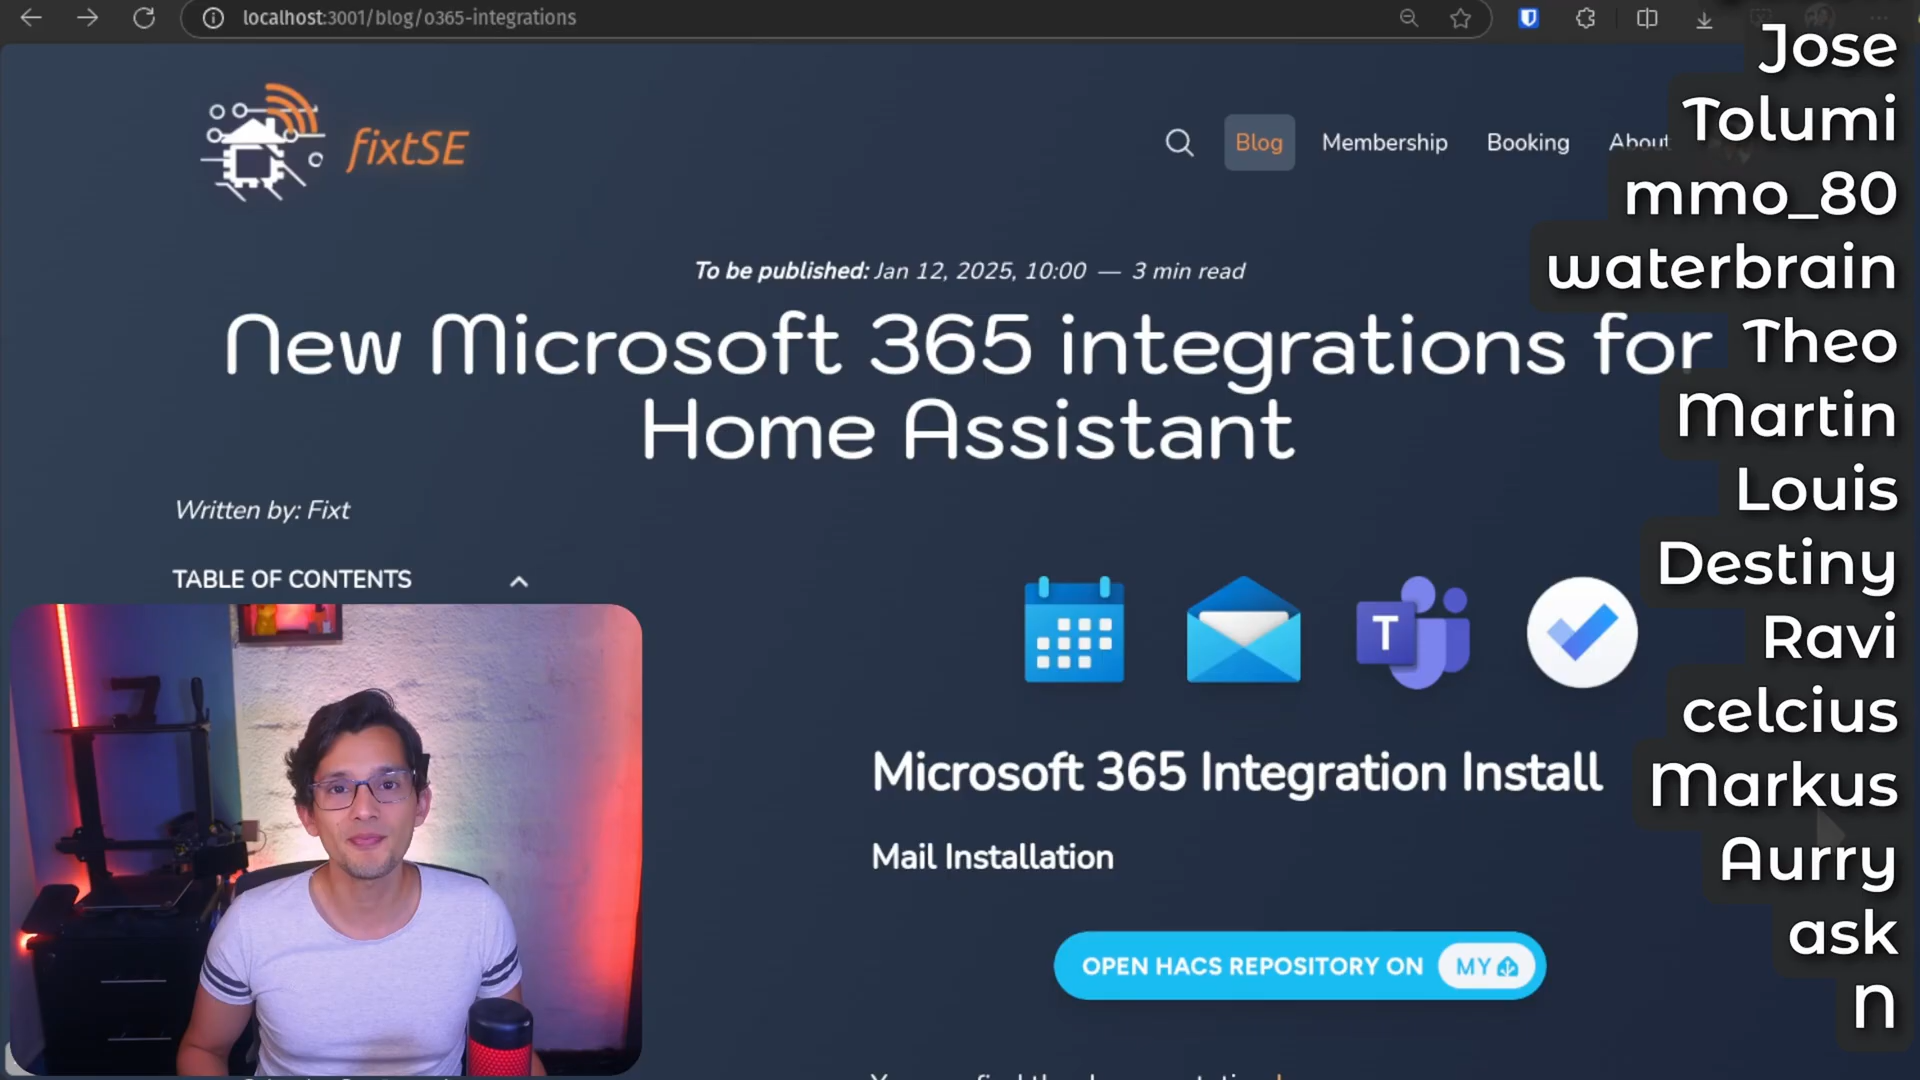 localhost:3001/blog/o365-integrations
fixtSE
Blog
Membership
Booking
About
To be published: Jan 12, 2025, 10:00 — 3 min read
New Microsoft 365 integrations for
Home Assistant
Written by: Fixt
TABLE OF CONTENTS
T
Microsoft 365 Integration Install
Mail Installation
OPEN HACS REPOSITORY ON MY
Jose
Tolumi
mmo_80
waterbrain
Theo
Martin
Louis
Destiny
Ravi
celcius
Markus
Aurry
ask
N